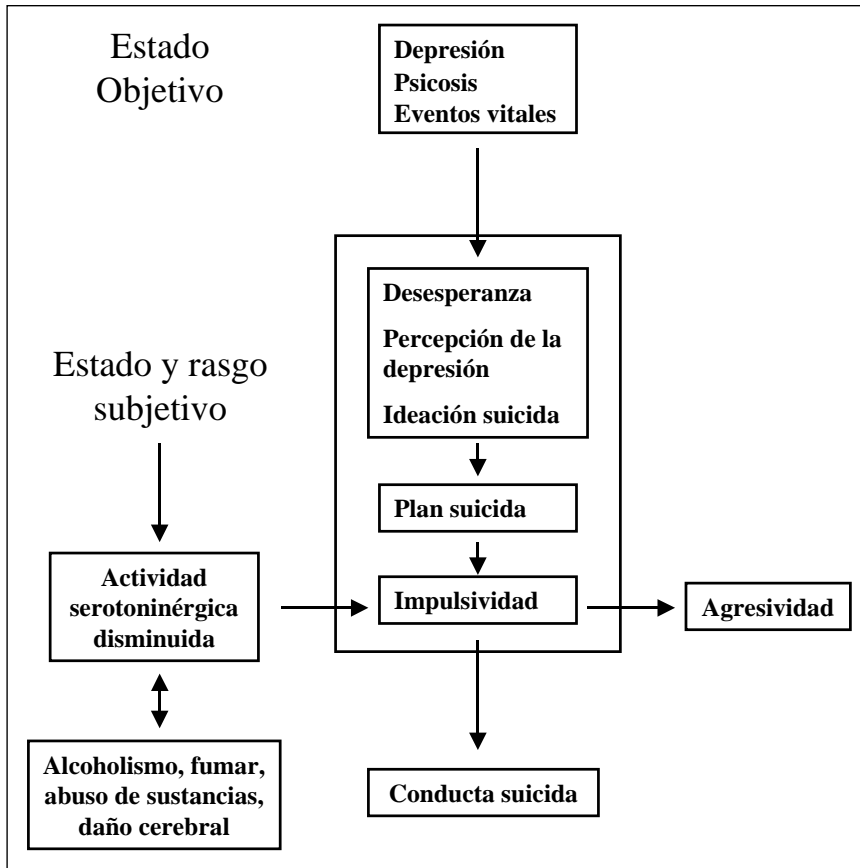 Estado
Objetivo
Depresión
Psicosis
Eventos vitales
Desesperanza
Percepción de la
depresión
Ideación suicida
Estado y rasgo
subjetivo
Plan suicida
Actividad
serotoninérgica
disminuida
Impulsividad
Agresividad
Alcoholismo, fumar,
abuso de sustancias,
daño cerebral
Conducta suicida